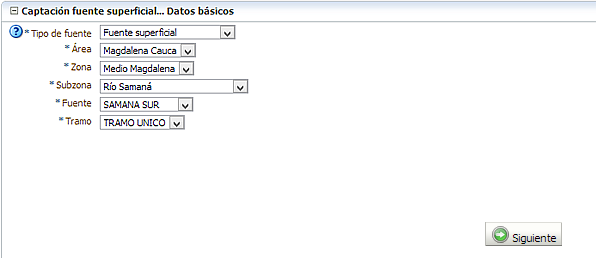 Captación fuente superficial... Datos básicos
* Tipo de fuente Fuente superficial
* Área Magdalena Cauca
* Zona Medio Magdalena
* Subzona Río Samaná
* Fuente SAMANA SUR
* Tramo TRAMO UNICO
Siguiente